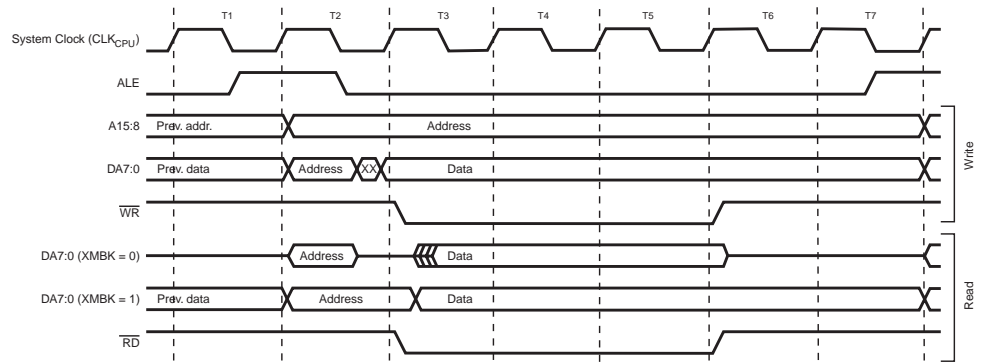 T1 T2 T3 T4 T5 T6 T7
System Clock (CLKCPU)
ALE
A15:8 Prev. addr. Address
DA7:0 Prev. data Address XX Data
WR
Write
DA7:0 (XMBK = 0) Address Data
DA7:0 (XMBK = 1) Prev. data Address Data
RD
Read